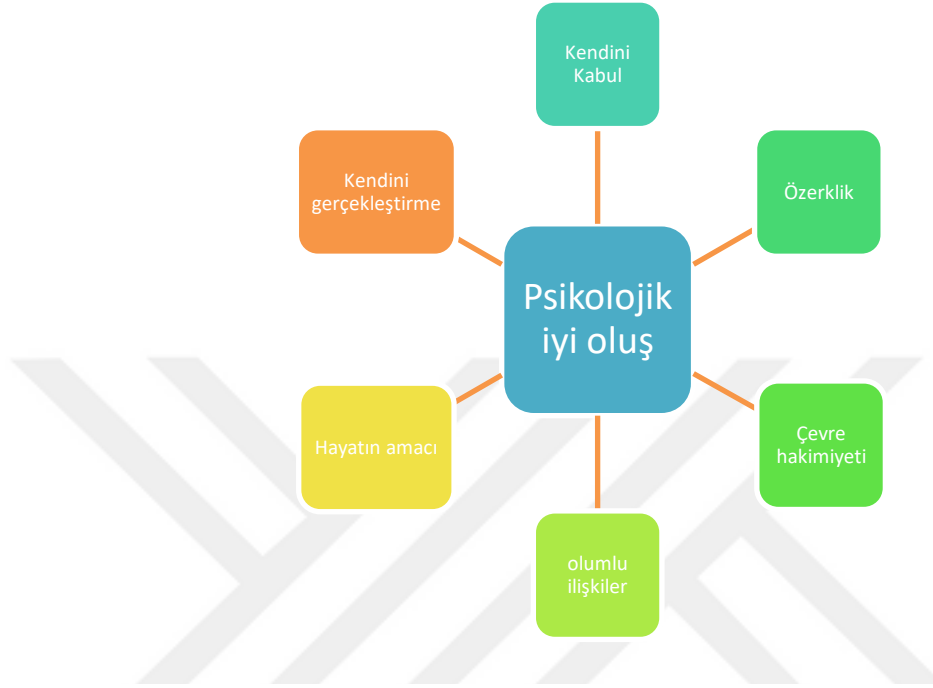 Kendini
Kabul
Kendini
gerçekleştirme
Özerklik
Psikolojik
iyi oluş
Hayatın amacı
Çevre
hakimiyeti
olumlu
ilişkiler